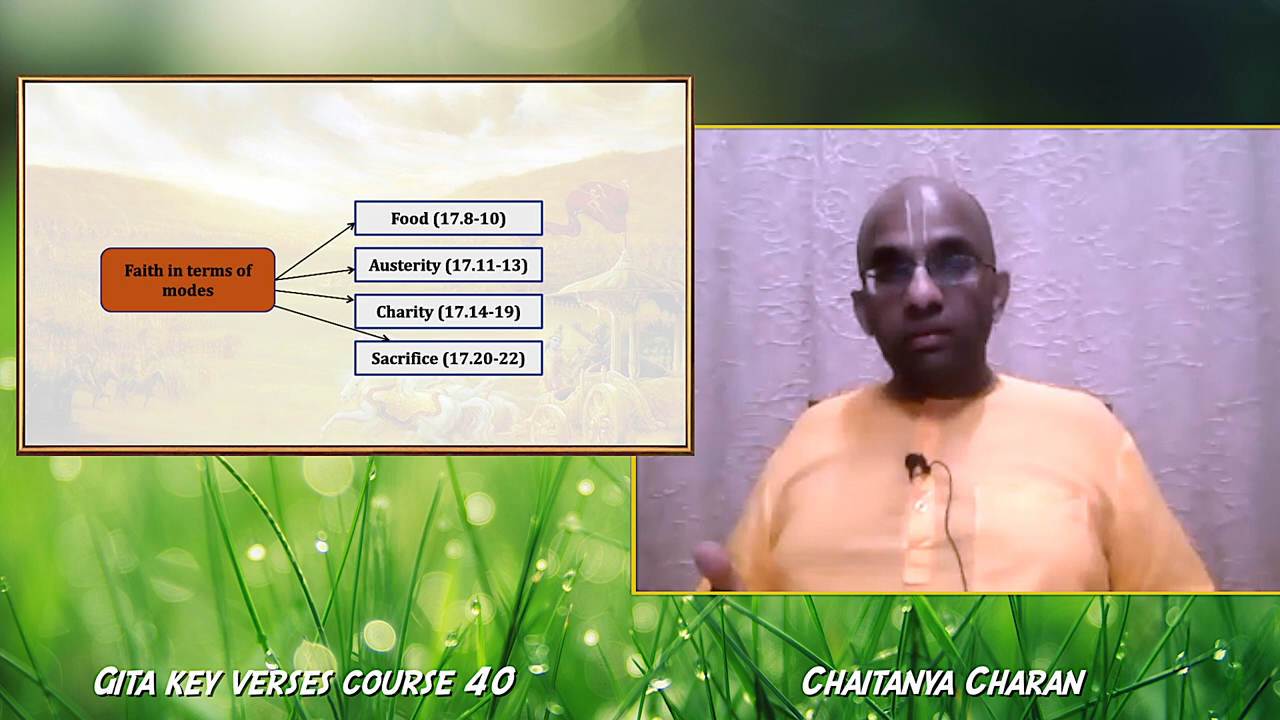 Faith in terms of
modes
Food (17.8-10)
Austerity (17.11-13)
Charity (17.14-19)
Sacrifice (17.20-22)
GITA KEY VERSES COURSE 40
CHAITANYA CHARAN